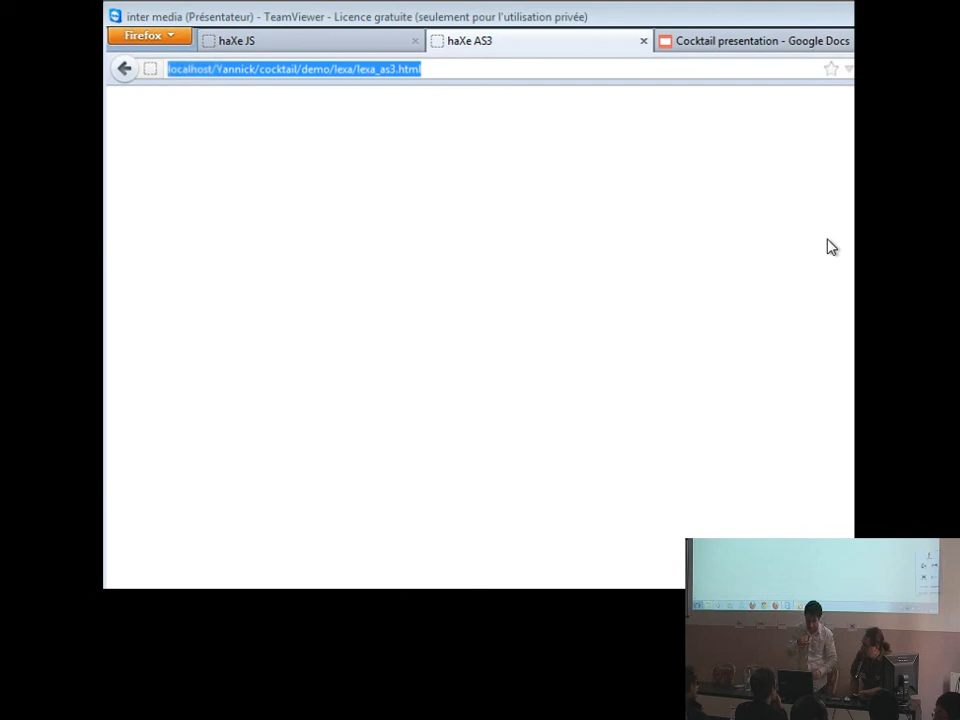 inter media (Présentateur) - TeamViewer - Licence gratuite (seulement pour l'utilisation privée)
Firefox
haXe JS
haXe AS3
Cocktail presentation - Google Docs
localhost/Yannick/cocktail/demo/lexa/lexa_as3.html